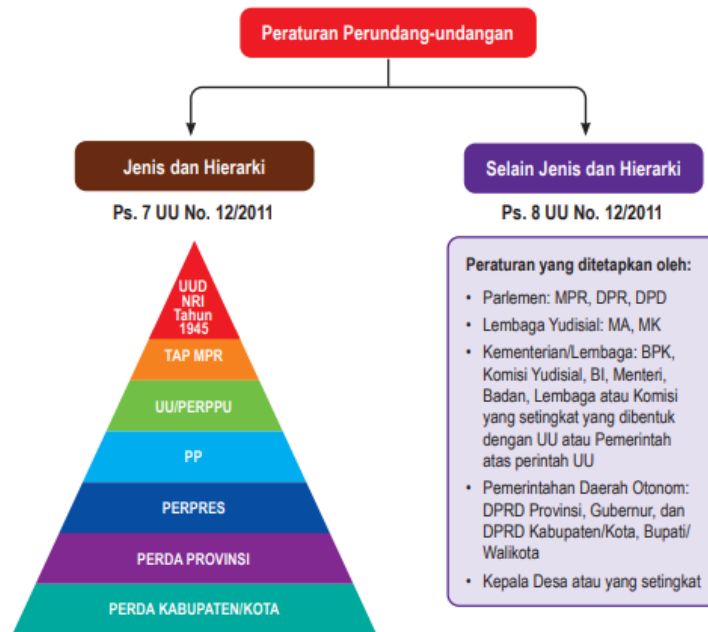 Peraturan Perundang-undangan
Jenis dan Hierarki
Ps. 7 UU No. 12/2011
UUD
NRI
Tahun
1945
TAP MPR
UU/PERPPU
PP
PERPRES
PERDA PROVINSI
PERDA KABUPATEN/KOTA
Selain Jenis dan Hierarki
Ps. 8 UU No. 12/2011
Peraturan yang ditetapkan oleh:
• Parlemen: MPR, DPR, DPD
• Lembaga Yudisial: MA, MK
• Kementerian/Lembaga: BPK,
Komisi Yudisial, BI, Menteri,
Badan, Lembaga atau Komisi
yang setingkat yang dibentuk
dengan UU atau Pemerintah
atas perintah UU
• Pemerintahan Daerah Otonom:
DPRD Provinsi, Gubernur, dan
DPRD Kabupaten/Kota, Bupati/
Walikota
• Kepala Desa atau yang setingkat